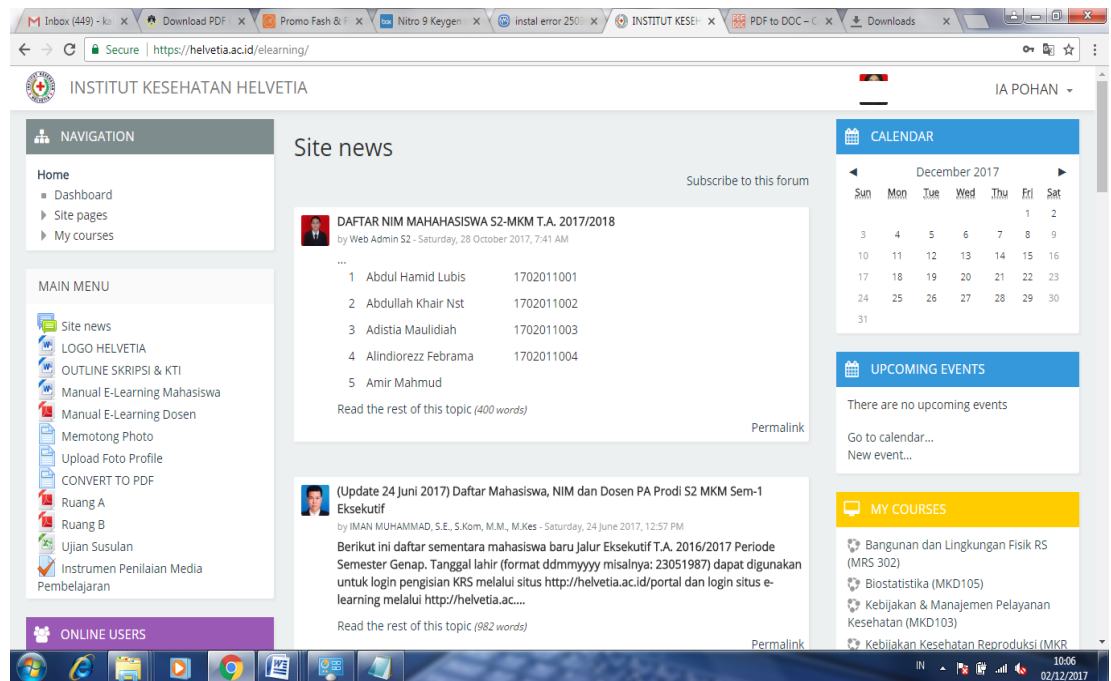 Inbox (449) - ka
Download PDF
Promo Fash & F
Nitro 9 Keygen
instal error 2503
INSTITUT KESEH
PDF to DOC – C
Downloads
Secure | https://helvetia.ac.id/elearning/
INSTITUT KESEHATAN HELVETIA
IA POHAN
NAVIGATION
Home
Dashboard
Site pages
My courses
MAIN MENU
Site news
LOGO HELVETIA
OUTLINE SKRIPSI & KTI
Manual E-Learning Mahasiswa
Manual E-Learning Dosen
Memotong Photo
Upload Foto Profile
CONVERT TO PDF
Ruang A
Ruang B
Ujian Susulan
Instrumen Penilaian Media
Pembelajaran
ONLINE USERS
Site news
Subscribe to this forum
DAFTAR NIM MAHAHASISWA S2-MKM T.A. 2017/2018
by Web Admin S2 - Saturday, 28 October 2017, 7:41 AM
...
1 Abdul Hamid Lubis 1702011001
2 Abdullah Khair Nst 1702011002
3 Adistia Maulidiah 1702011003
4 Alindiorezz Febrama 1702011004
5 Amir Mahmud
Read the rest of this topic (400 words)
Permalink
(Update 24 Juni 2017) Daftar Mahasiswa, NIM dan Dosen PA Prodi S2 MKM Sem-1
Eksekutif
by IMAN MUHAMMAD, S.E., S.Kom, M.M., M.Kes - Saturday, 24 June 2017, 12:57 PM
Berikut ini daftar sementara mahasiswa baru Jalur Eksekutif T.A. 2016/2017 Periode
Semester Genap. Tanggal lahir (format ddmmyyyy misalnya: 23051987) dapat digunakan
untuk login pengisian KRS melalui situs http://helvetia.ac.id/portal dan login situs e-
learning melalui http://helvetia.ac....
Read the rest of this topic (982 words)
Permalink
CALENDAR
December 2017
Sun Mon Tue Wed Thu Fri Sat
1 2
3 4 5 6 7 8 9
10 11 12 13 14 15 16
17 18 19 20 21 22 23
24 25 26 27 28 29 30
31
UPCOMING EVENTS
There are no upcoming events
Go to calendar...
New event...
MY COURSES
Bangunan dan Lingkungan Fisik RS
(MRS 302)
Biostatistika (MKD105)
Kebijakan & Manajemen Pelayanan
Kesehatan (MKD103)
Kebijakan Kesehatan Reproduksi (MKR
IN
10:06
02/12/2017